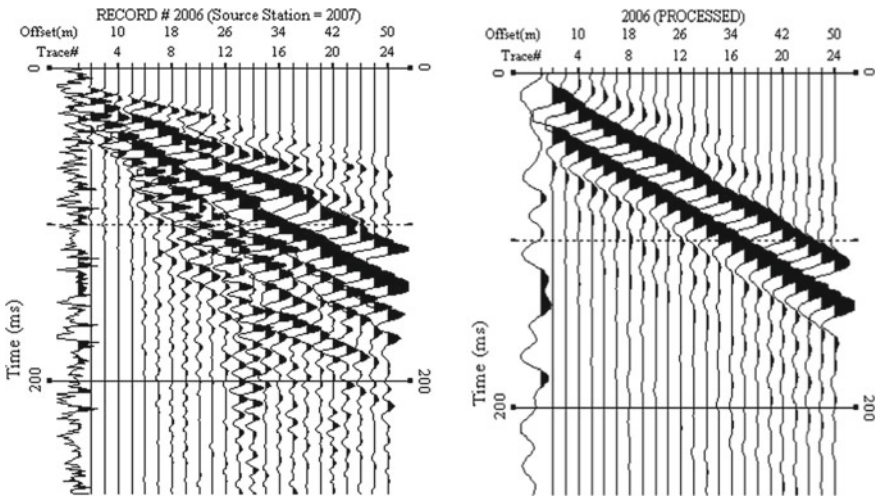 RECORD # 2006 (Source Station = 2007)
Offset(m) 10 18 26 34 42 50
Trace# 4 8 12 16 20 24
0 0
Time (ms)
200 200
2006 (PROCESSED)
Offset(m) 10 18 26 34 42 50
Trace# 4 18 12 16 20 24
0 0
Time (ms)
200 200